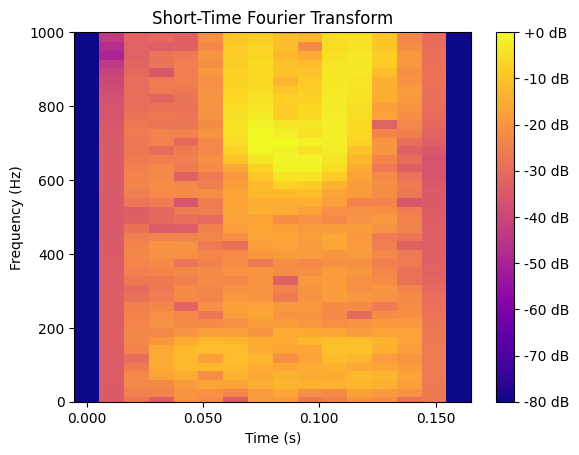 Short-Time Fourier Transform
1000
800
600
400
200
0
Frequency (Hz)
0.000
0.050
0.100
0.150
Time (s)
+0 dB
-10 dB
-20 dB
-30 dB
-40 dB
-50 dB
-60 dB
-70 dB
-80 dB